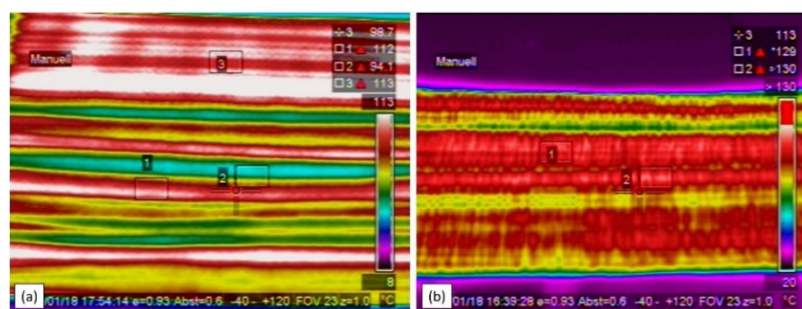 Manuell
3 98.7
1 ▲ 112
2 ▲ 94.1
3 ▲ 113
113
3
1
2
8
(a) /01/18 17:54:14 e=0.93 Abst=0.6 -40 - +120 FOV 23 z=1.0 °C
Manuell
3 113
1 ▲ *129
2 ▲ >130
> 130
1
2
20
(b) /01/18 16:39:28 e=0.93 Abst=0.6 -40 - +120 FOV 23 z=1.0 °C